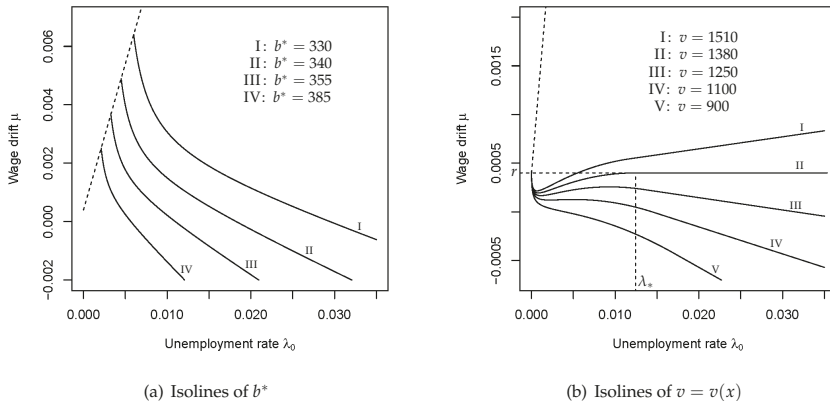 I: b* = 330
II: b* = 340
III: b* = 355
IV: b* = 385
Wage drift μ
0.006
0.004
0.002
0.000
−0.002
I
II
III
IV
0.000
0.010
0.020
0.030
Unemployment rate λ₀
(a) Isolines of b*
I: v = 1510
II: v = 1380
III: v = 1250
IV: v = 1100
V: v = 900
Wage drift μ
0.0015
0.0005
r
−0.0005
I
II
III
IV
V
λ*
0.000
0.010
0.020
0.030
Unemployment rate λ₀
(b) Isolines of v = v(x)